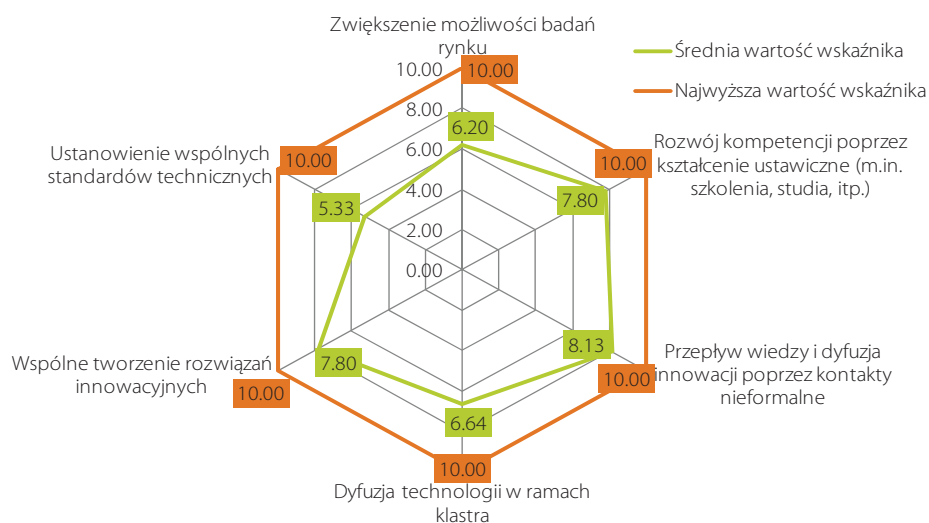 Zwiększenie możliwości badań
rynku
Średnia wartość wskaźnika
Najwyższa wartość wskaźnika
10.00
10.00
8.00
6.20
6.00
4.00
2.00
0.00
Rozwój kompetencji poprzez
kształcenie ustawiczne (m.in.
szkolenia, studia, itp.)
10.00
7.80
Ustanowienie wspólnych
standardów technicznych
10.00
5.33
Przepływ wiedzy i dyfuzja
innowacji poprzez kontakty
nieformalne
8.13
10.00
Wspólne tworzenie rozwiązań
innowacyjnych
7.80
10.00
6.64
10.00
Dyfuzja technologii w ramach
klastra